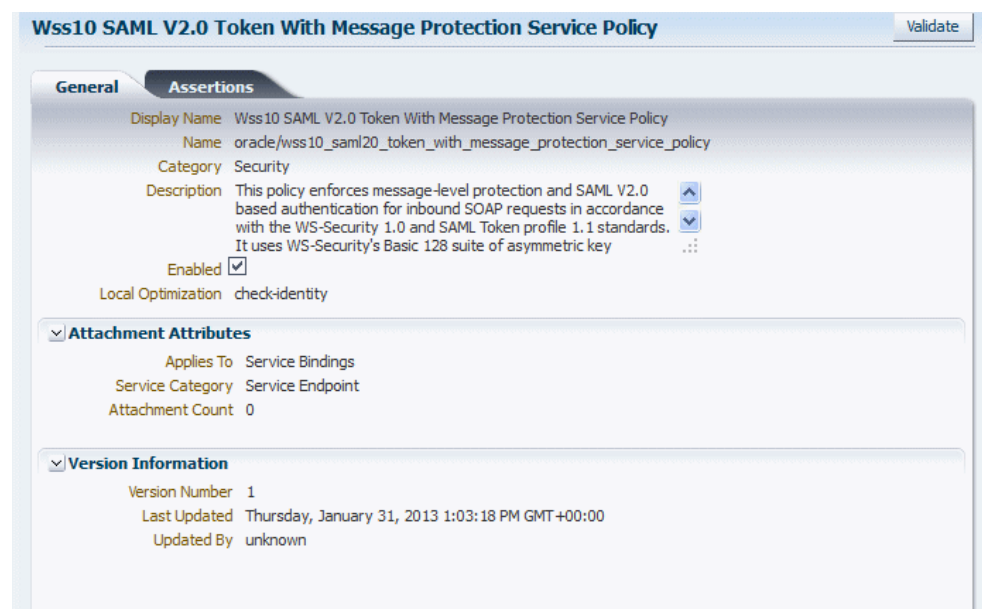 Wss10 SAML V2.0 Token With Message Protection Service Policy
Validate
General
Assertions
Display Name Wss10 SAML V2.0 Token With Message Protection Service Policy
Name oracle/wss10_saml20_token_with_message_protection_service_policy
Category Security
Description This policy enforces message-level protection and SAML V2.0
based authentication for inbound SOAP requests in accordance
with the WS-Security 1.0 and SAML Token profile 1.1 standards.
It uses WS-Security's Basic 128 suite of asymmetric key
Enabled
Local Optimization check-identity
Attachment Attributes
Applies To Service Bindings
Service Category Service Endpoint
Attachment Count 0
Version Information
Version Number 1
Last Updated Thursday, January 31, 2013 1:03:18 PM GMT+00:00
Updated By unknown